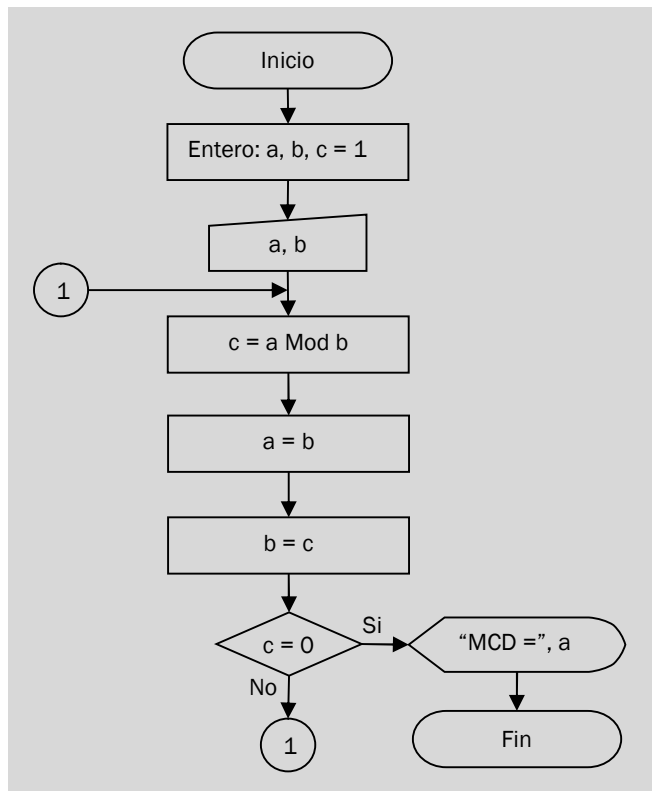 Inicio
Entero: a, b, c = 1
a, b
1
c = a Mod b
a = b
b = c
c = 0
Si
“MCD =”, a
No
1
Fin